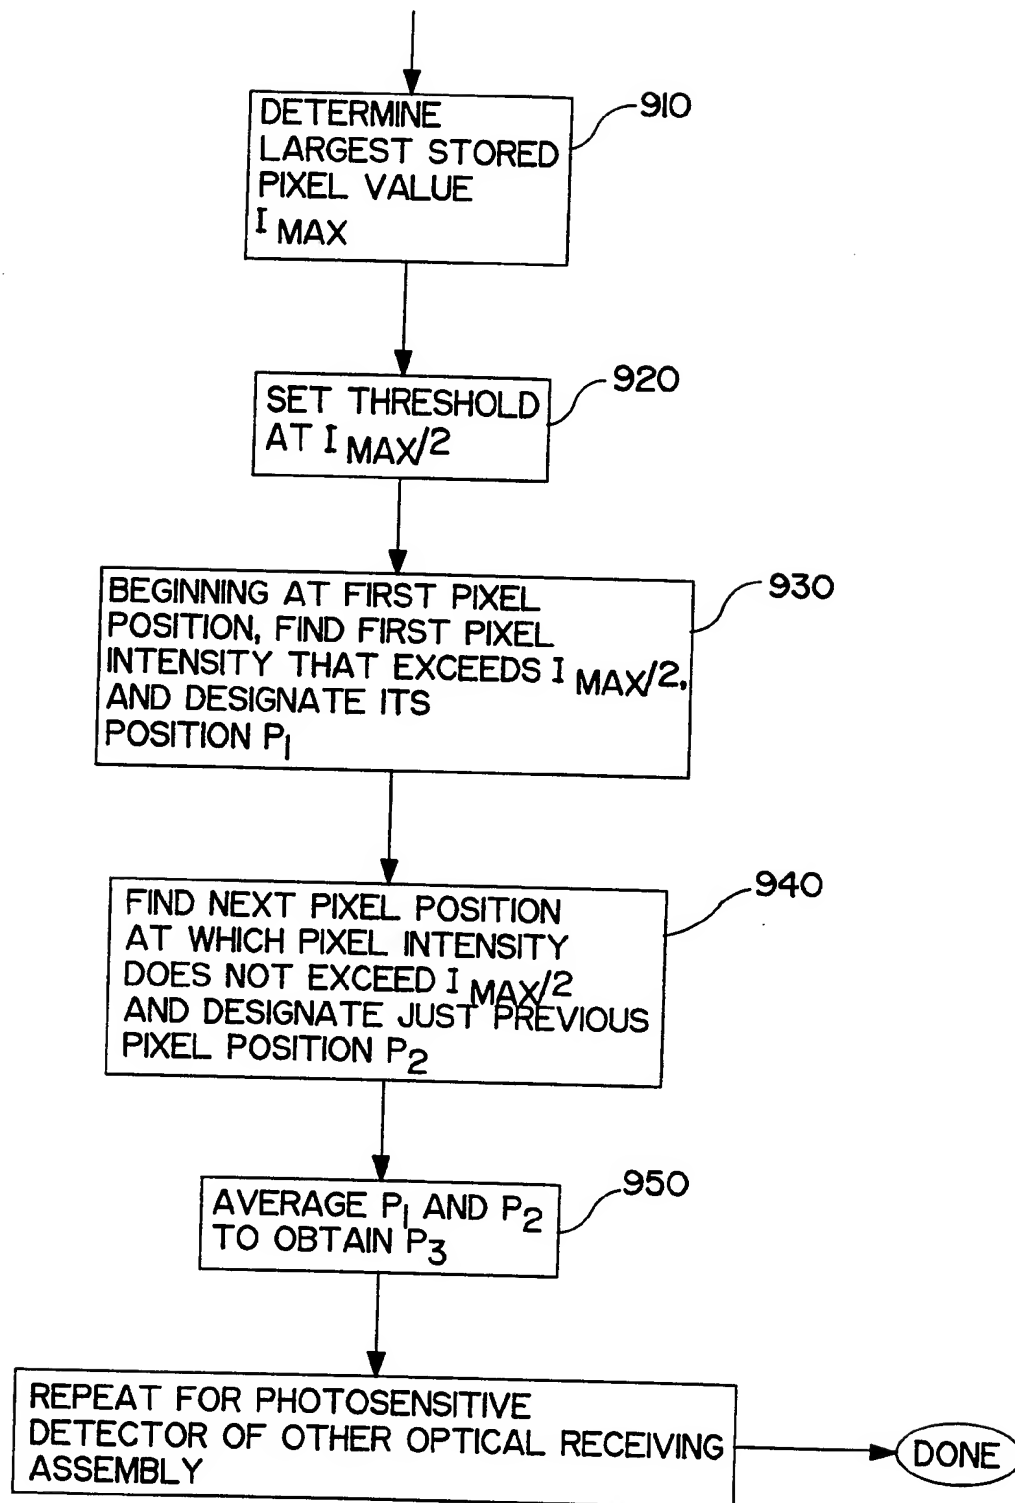 DETERMINE
LARGEST STORED
PIXEL VALUE
I MAX
910
SET THRESHOLD
AT I MAX/2
920
BEGINNING AT FIRST PIXEL
POSITION, FIND FIRST PIXEL
INTENSITY THAT EXCEEDS I MAX/2,
AND DESIGNATE ITS
POSITION P1
930
FIND NEXT PIXEL POSITION
AT WHICH PIXEL INTENSITY
DOES NOT EXCEED I MAX/2
AND DESIGNATE JUST PREVIOUS
PIXEL POSITION P2
940
AVERAGE P1 AND P2
TO OBTAIN P3
950
REPEAT FOR PHOTOSENSITIVE
DETECTOR OF OTHER OPTICAL RECEIVING
ASSEMBLY
DONE